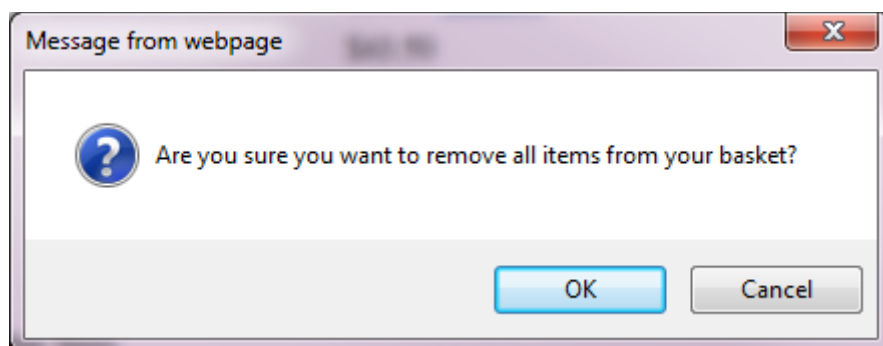 Message from webpage
Are you sure you want to remove all items from your basket?
OK
Cancel